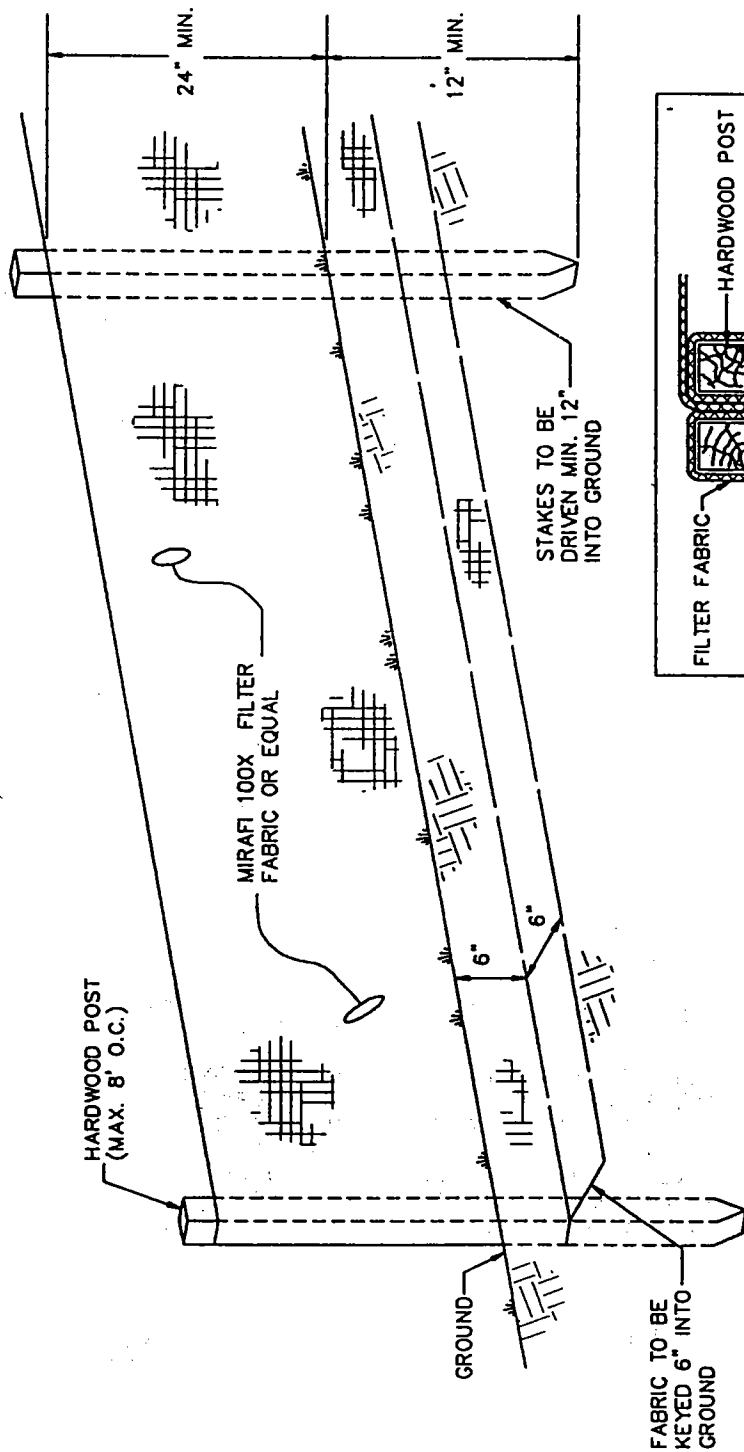 HARDWOOD POST
(MAX. 8' O.C.)
MIRAFI 100X FILTER
FABRIC OR EQUAL
24" MIN.
12" MIN.
GROUND
6"
6"
FABRIC TO BE
KEYED 6" INTO
GROUND
STAKES TO BE
DRIVEN MIN. 12"
INTO GROUND
FILTER FABRIC
HARDWOOD POST